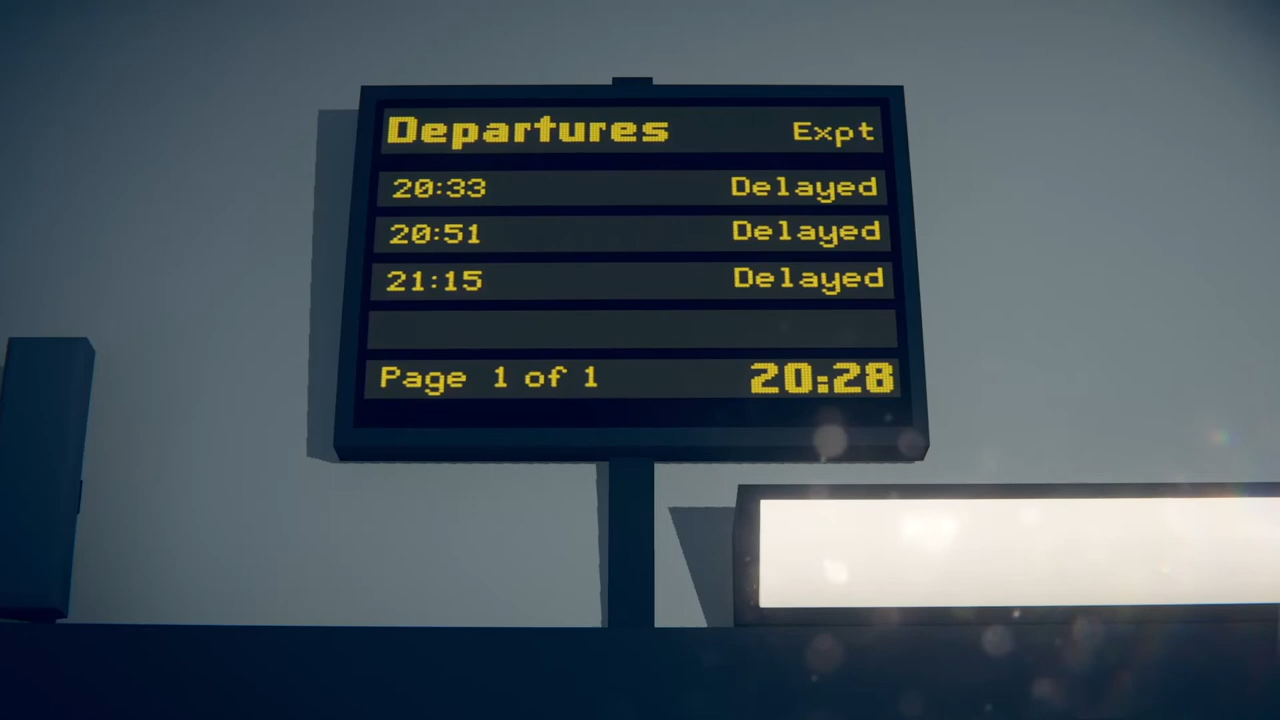 Departures Expt
20:33 Delayed
20:51 Delayed
21:15 Delayed
Page 1 of 1 20:28